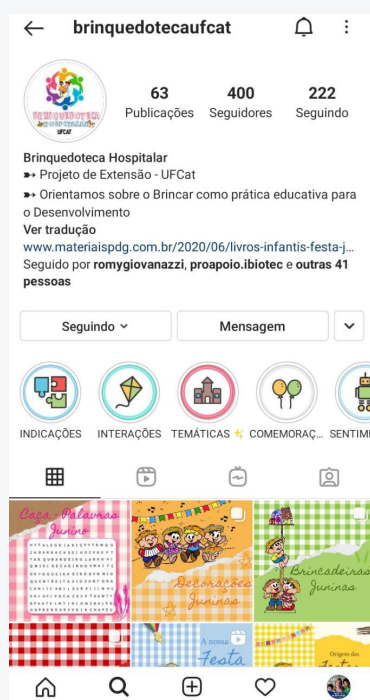 brinquedotecaufcat
BRINQUEDOTECA
HOSPITALAR
UFCAT
63 400 222
Publicações Seguidores Seguindo
Brinquedoteca Hospitalar
➽ Projeto de Extensão - UFCat
➽ Orientamos sobre o Brincar como prática educativa para
o Desenvolvimento
Ver tradução
www.materiaispdg.com.br/2020/06/livros-infantis-festa-j...
Seguido por romygiovanazzi, proapoio.ibiotec e outras 41
pessoas
Seguindo Mensagem
INDICAÇÕES INTERAÇÕES TEMÁTICAS ✨ COMEMORAÇ... SENTIM
Caça-Palavras
Junino
Decorações
Juninas
Brincadeiras
Juninas
A nossa
Festa
Origem das